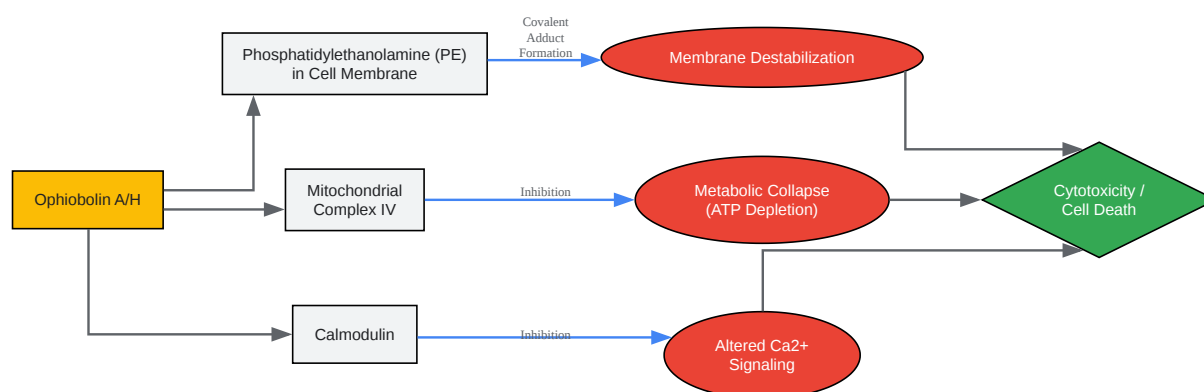 Covalent
Adduct
Formation
Phosphatidylethanolamine (PE)
in Cell Membrane
Membrane Destabilization
Ophiobolin A/H
Mitochondrial
Complex IV
Inhibition
Metabolic Collapse
(ATP Depletion)
Cytotoxicity /
Cell Death
Calmodulin
Inhibition
Altered Ca2+
Signaling